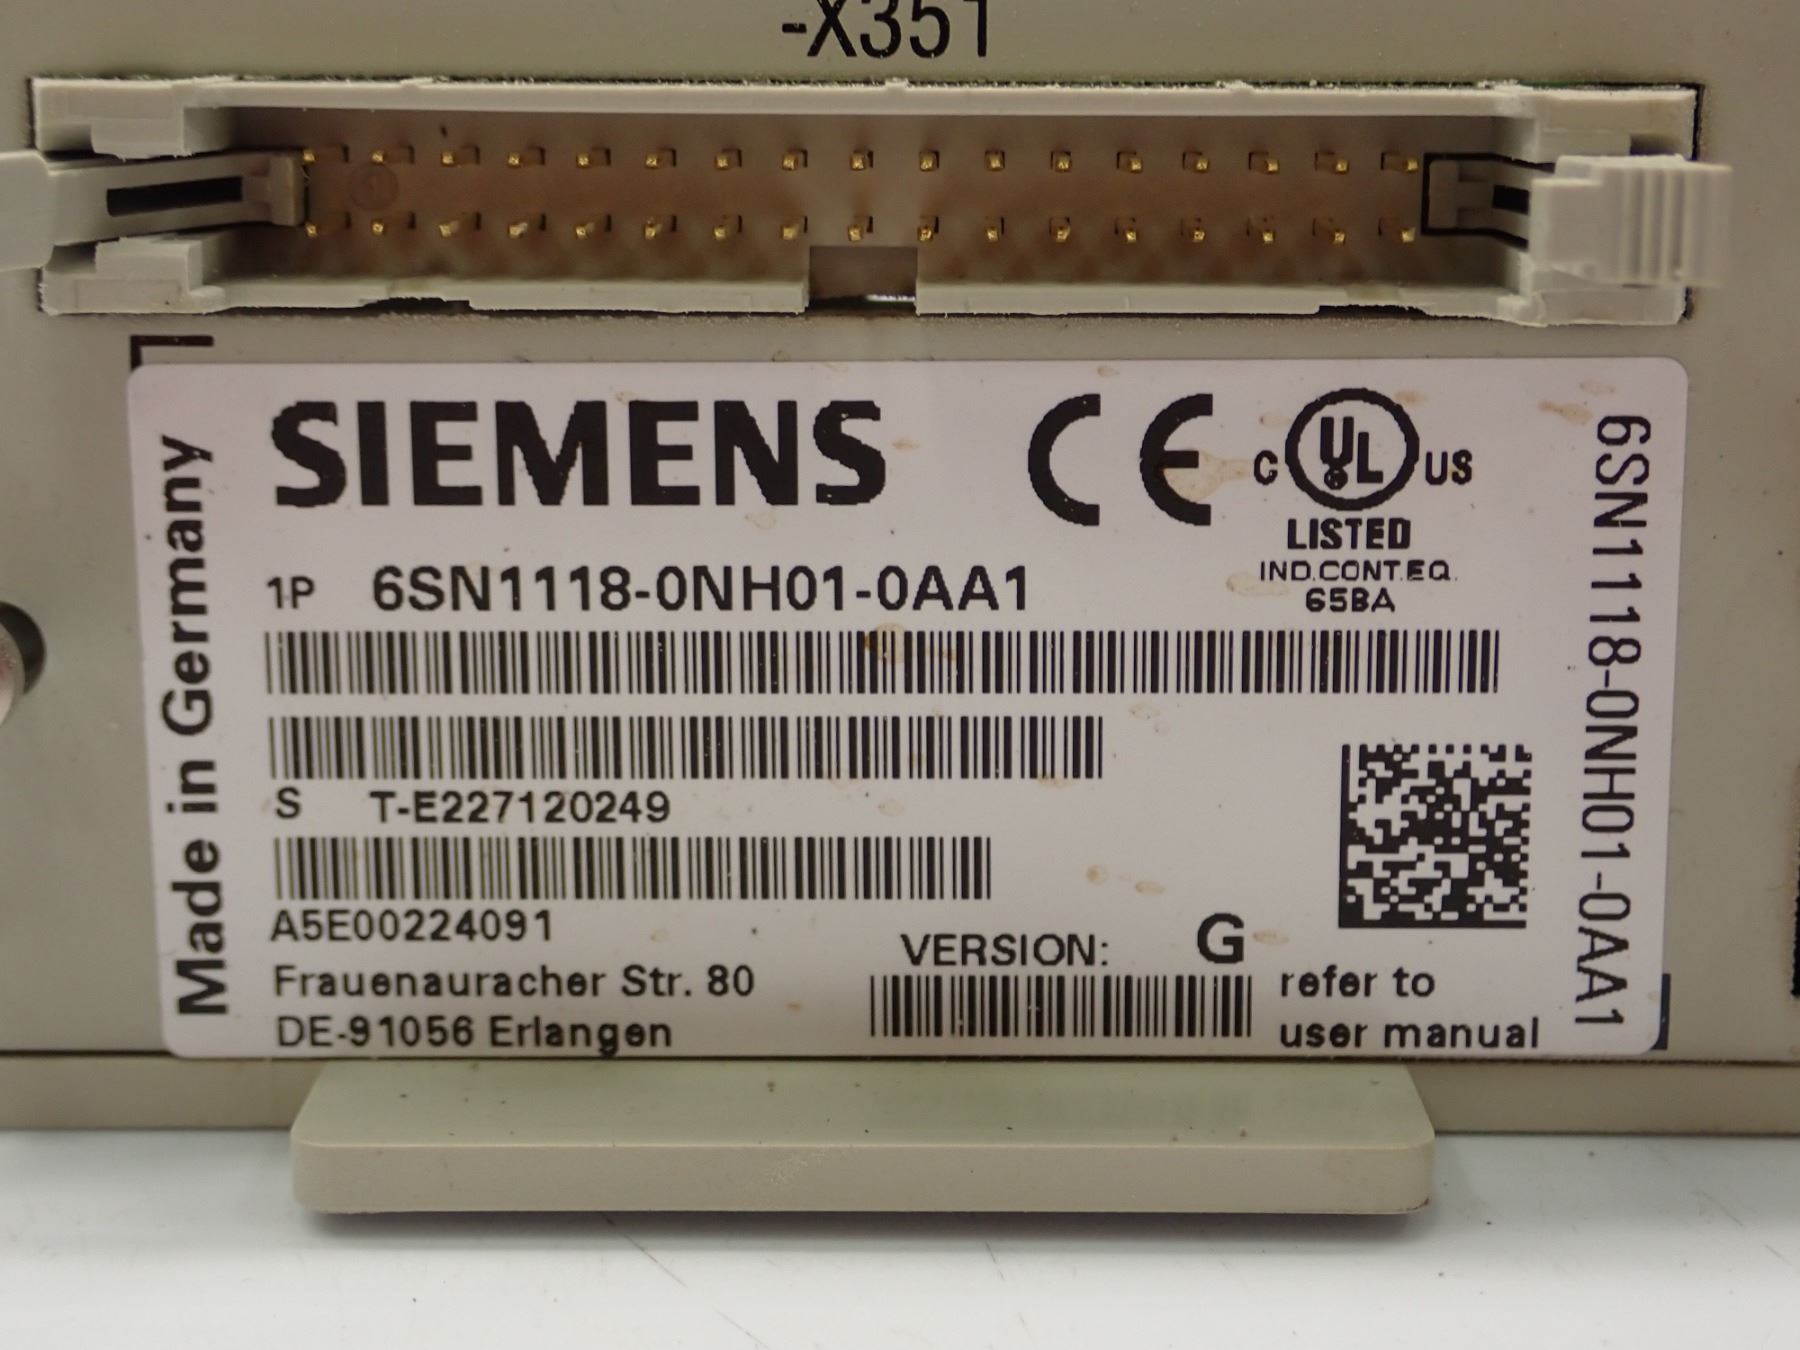 -X351
SIEMENS
C UL US
LISTED
IND.CONT.EQ.
65BA
1P 6SN1118-0NH01-0AA1
S T-E227120249
A5E00224091
VERSION: G
Frauenauracher Str. 80
DE-91056 Erlangen
refer to
user manual
Made in Germany
6SN1118-0NH01-0AA1